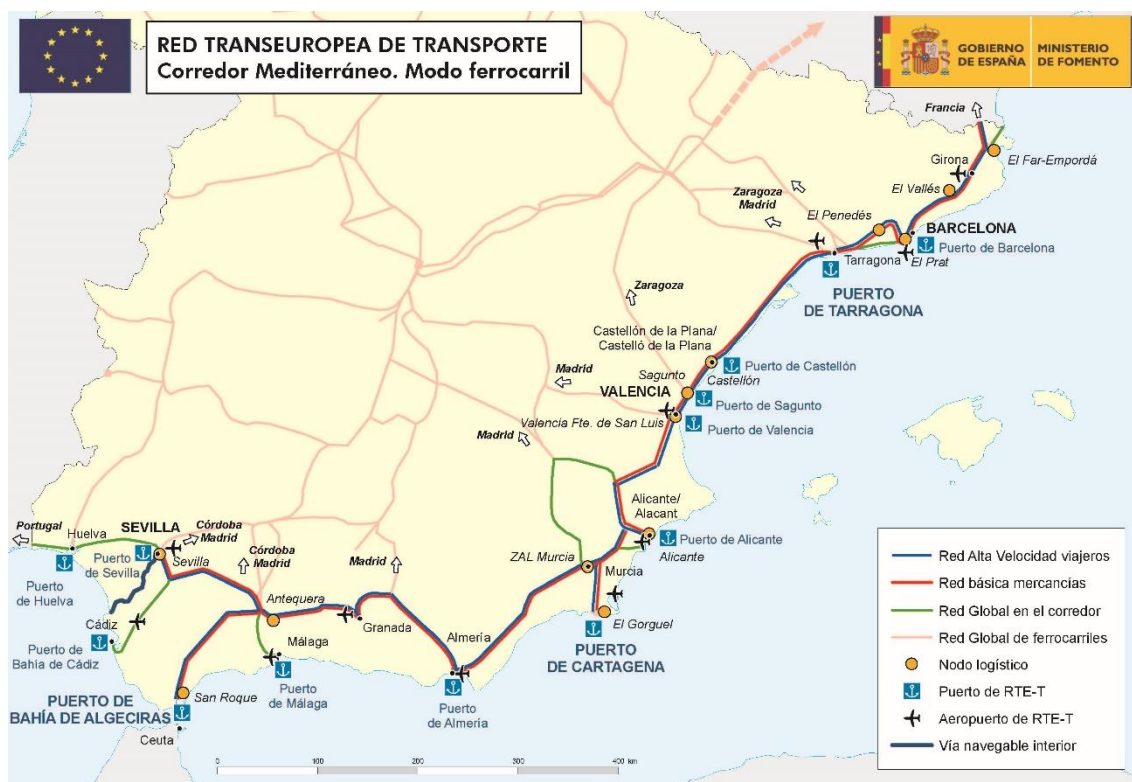 RED TRANSEUROPEA DE TRANSPORTE
Corredor Mediterráneo. Modo ferrocarril
GOBIERNO
DE ESPAÑA
MINISTERIO
DE FOMENTO
Francia
El Far-Empordá
Girona
El Vallés
Zaragoza
Madrid
El Penedés
BARCELONA
Puerto de Barcelona
Tarragona
El Prat
PUERTO
DE TARRAGONA
Zaragoza
Castellón de la Plana/
Castelló de la Plana
Puerto de Castellón
Madrid
Sagunto
Castellón
VALENCIA
Puerto de Sagunto
Valencia Fte. de San Luis
Puerto de Valencia
Madrid
Alicante/
Alacant
Puerto de Alicante
Alicante
ZAL Murcia
Murcia
El Gorguel
PUERTO
DE CARTAGENA
Portugal
Huelva
SEVILLA
Córdoba
Madrid
Puerto
de Sevilla
Sevilla
Córdoba
Madrid
Madrid
Puerto
de Huelva
Antequera
Granada
Almería
Cádiz
Málaga
Puerto de
Bahía de Cádiz
San Roque
Puerto
de Málaga
Puerto
de Almería
PUERTO DE
BAHÍA DE ALGECIRAS
Ceuta
Red Alta Velocidad viajeros
Red básica mercancías
Red Global en el corredor
Red Global de ferrocarriles
Nodo logístico
Puerto de RTE-T
Aeropuerto de RTE-T
Vía navegable interior
0 100 200 300 400 km